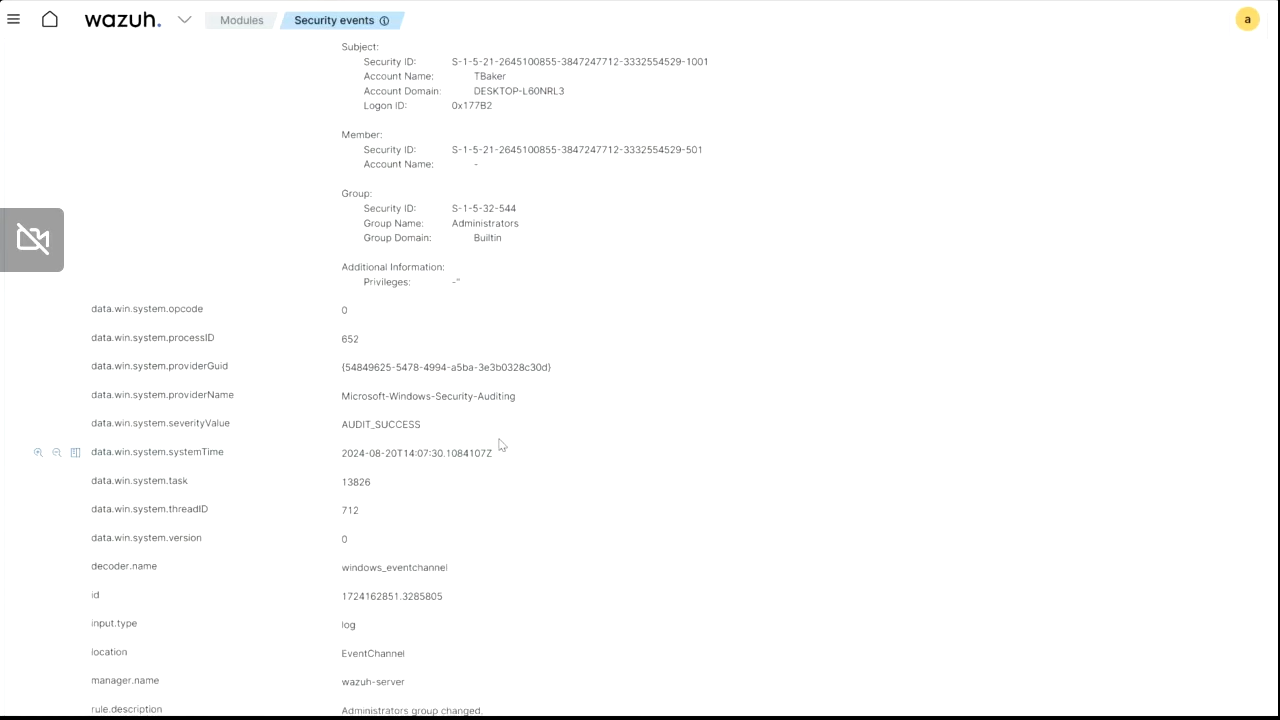 wazuh.
Modules
Security events
a
Subject:
Security ID: S-1-5-21-2645100855-3847247712-3332554529-1001
Account Name: TBaker
Account Domain: DESKTOP-L60NRL3
Logon ID: 0x177B2
Member:
Security ID: S-1-5-21-2645100855-3847247712-3332554529-501
Account Name: -
Group:
Security ID: S-1-5-32-544
Group Name: Administrators
Group Domain: Builtin
Additional Information:
Privileges: -"
data.win.system.opcode 0
data.win.system.processID 652
data.win.system.providerGuid {54849625-5478-4994-a5ba-3e3b0328c30d}
data.win.system.providerName Microsoft-Windows-Security-Auditing
data.win.system.severityValue AUDIT_SUCCESS
data.win.system.systemTime 2024-08-20T14:07:30.1084107Z
data.win.system.task 13826
data.win.system.threadID 712
data.win.system.version 0
decoder.name windows_eventchannel
id 1724162851.3285805
input.type log
location EventChannel
manager.name wazuh-server
rule.description Administrators group changed.